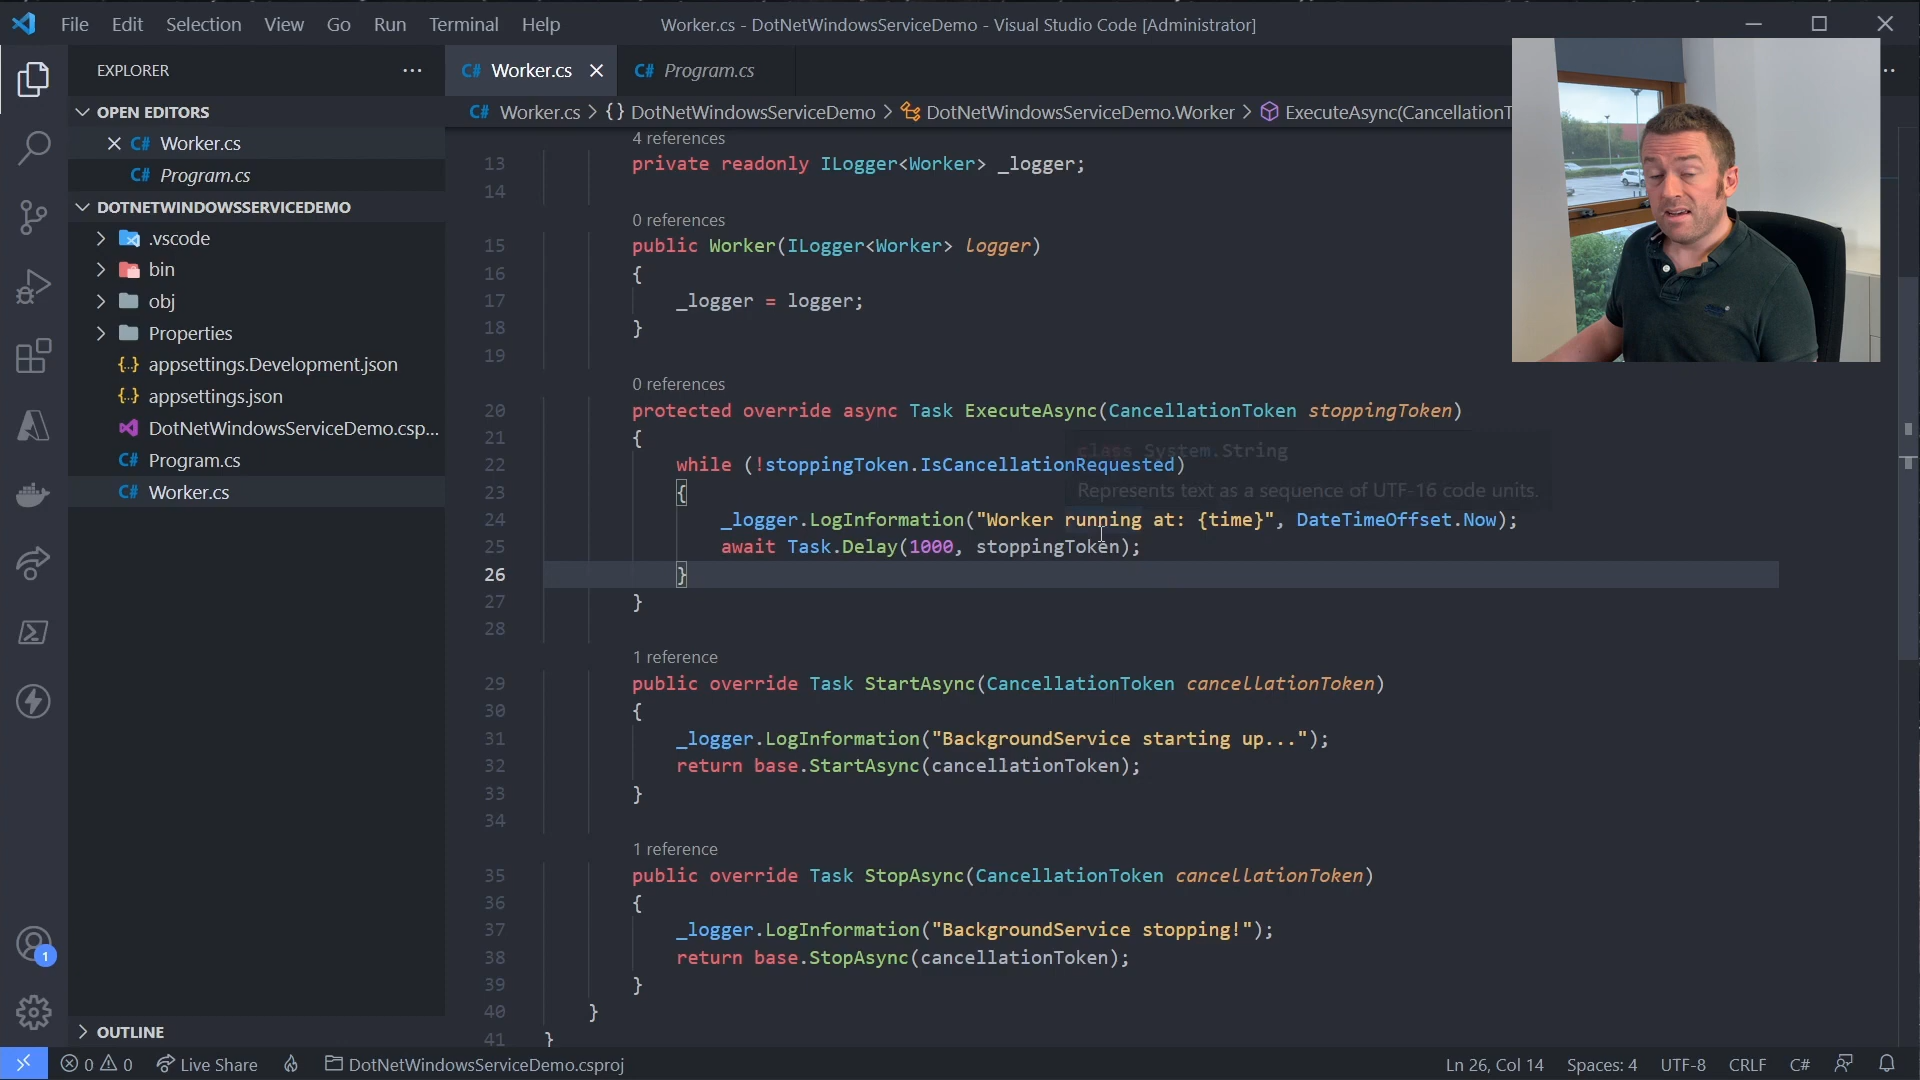 File Edit Selection View Go Run Terminal Help
Worker.cs - DotNetWindowsServiceDemo - Visual Studio Code [Administrator]
EXPLORER
OPEN EDITORS
C# Worker.cs
C# Program.cs
DOTNETWINDOWSSERVICEDEMO
.vscode
bin
obj
Properties
{..} appsettings.Development.json
{..} appsettings.json
DotNetWindowsServiceDemo.csp...
C# Program.cs
C# Worker.cs
OUTLINE
C# Worker.cs
C# Program.cs
C# Worker.cs > {} DotNetWindowsServiceDemo > DotNetWindowsServiceDemo.Worker > ExecuteAsync(CancellationT
4 references
13 private readonly ILogger<Worker> _logger;
14
0 references
15 public Worker(ILogger<Worker> logger)
16 {
17 _logger = logger;
18 }
19
0 references
20 protected override async Task ExecuteAsync(CancellationToken stoppingToken)
21 {
class System.String
22 while (!stoppingToken.IsCancellationRequested)
23 {
Represents text as a sequence of UTF-16 code units.
24 _logger.LogInformation("Worker running at: {time}", DateTimeOffset.Now);
25 await Task.Delay(1000, stoppingToken);
26 }
27 }
28
1 reference
29 public override Task StartAsync(CancellationToken cancellationToken)
30 {
31 _logger.LogInformation("BackgroundService starting up...");
32 return base.StartAsync(cancellationToken);
33 }
34
1 reference
35 public override Task StopAsync(CancellationToken cancellationToken)
36 {
37 _logger.LogInformation("BackgroundService stopping!");
38 return base.StopAsync(cancellationToken);
39 }
40 }
41 }
1
0 0 Live Share DotNetWindowsServiceDemo.csproj
Ln 26, Col 14 Spaces: 4 UTF-8 CRLF C#